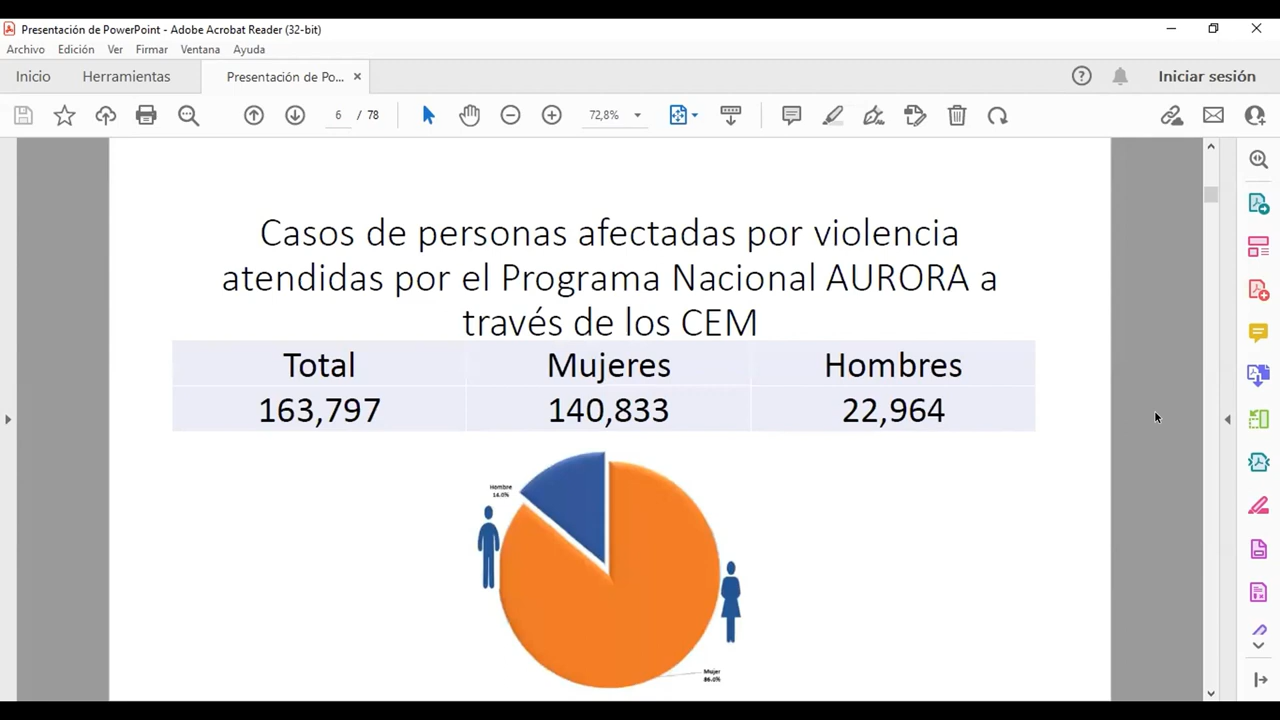 Presentación de PowerPoint - Adobe Acrobat Reader (32-bit)
Archivo Edición Ver Firmar Ventana Ayuda
Inicio Herramientas Presentación de Po... × Iniciar sesión
6 / 78 72,8%
Casos de personas afectadas por violencia
atendidas por el Programa Nacional AURORA a
través de los CEM
Total Mujeres Hombres
163,797 140,833 22,964
Hombre
14.0%
Mujer
86.0%